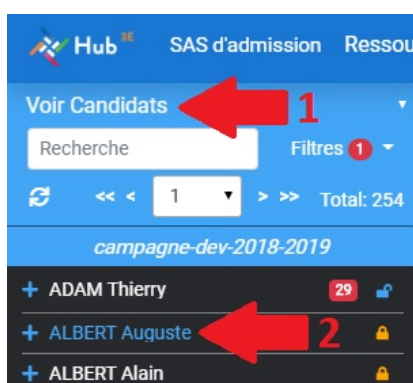 Hub 3E SAS d'admission Ressou
Voir Candidats 1
Recherche Filtres 1
<< < 1 > >> Total: 254
campagne-dev-2018-2019
+ ADAM Thierry 29
+ ALBERT Auguste 2
+ ALBERT Alain